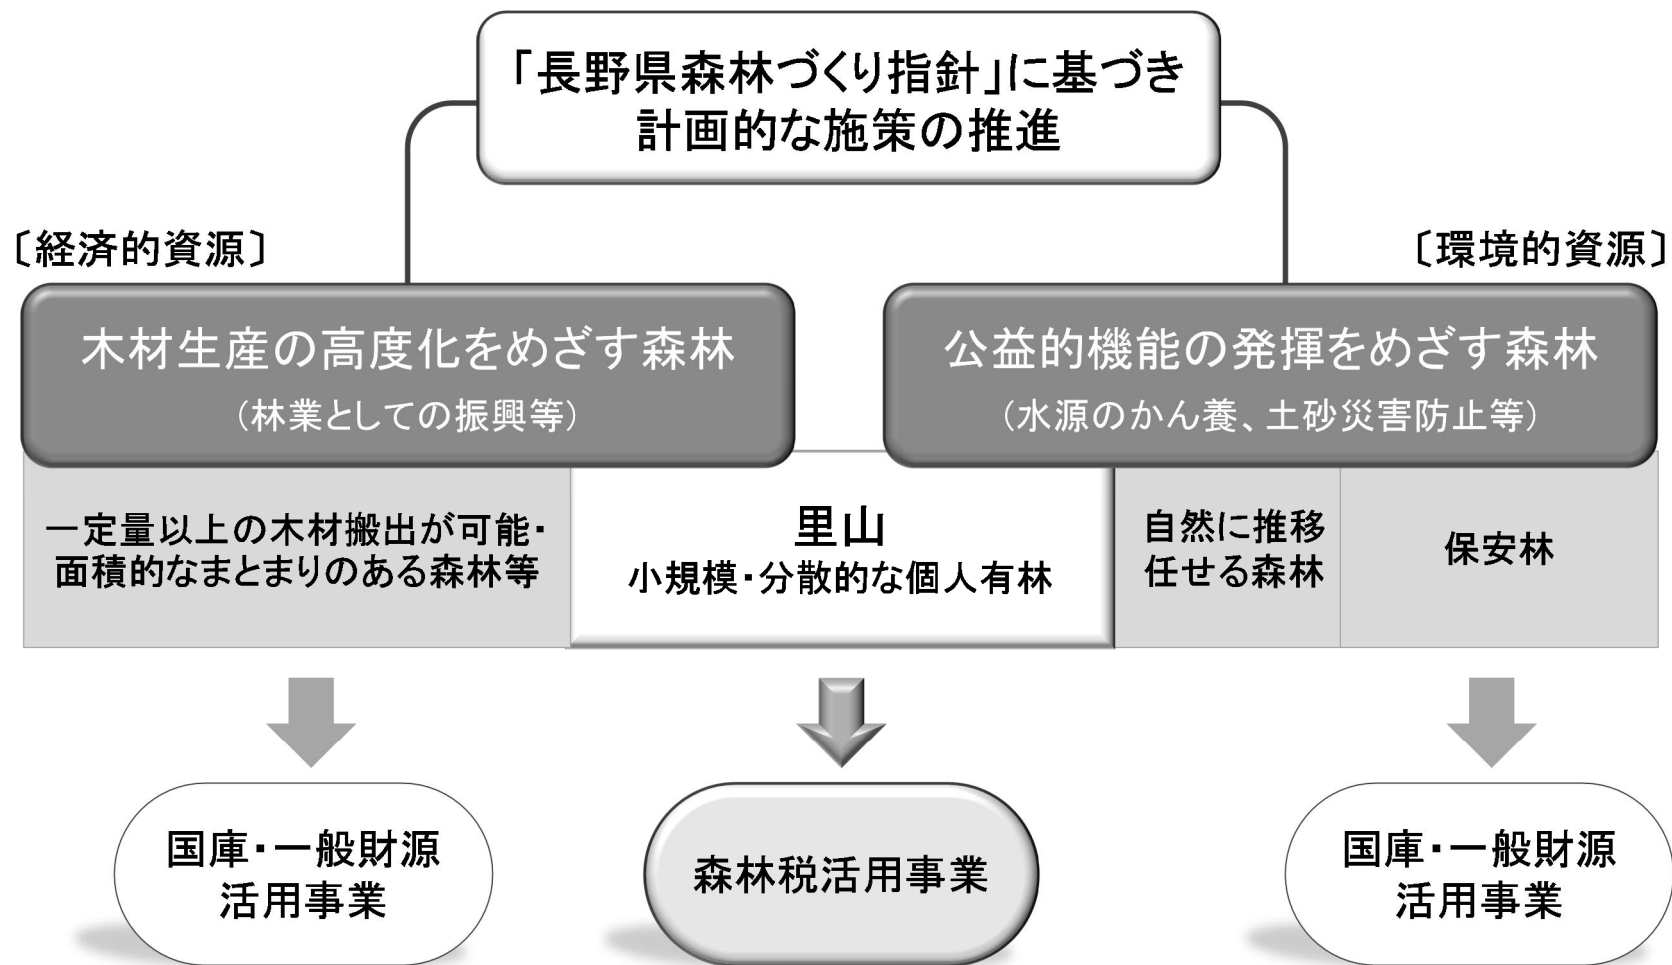 「長野県森林づくり指針」に基づき
計画的な施策の推進
〔経済的資源〕
〔環境的資源〕
木材生産の高度化をめざす森林
(林業としての振興等)
公益的機能の発揮をめざす森林
(水源のかん養、土砂災害防止等)
一定量以上の木材搬出が可能・
面積的なまとまりのある森林等
里山
小規模・分散的な個人有林
自然に推移
任せる森林
保安林
国庫・一般財源
活用事業
森林税活用事業
国庫・一般財源
活用事業